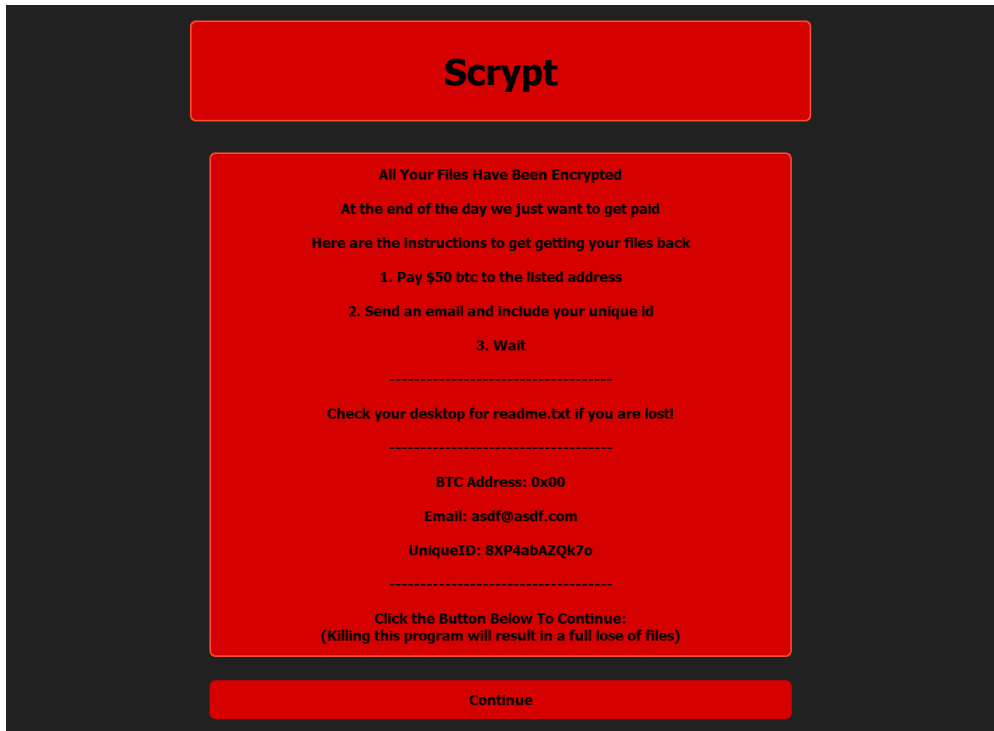 Scrypt
All Your Files Have Been Encrypted
At the end of the day we just want to get paid
Here are the instructions to get getting your files back
1. Pay $50 btc to the listed address
2. Send an email and include your unique id
3. Wait
------------------------------------
Check your desktop for readme.txt if you are lost!
------------------------------------
BTC Address: 0x00
Email: asdf@asdf.com
UniqueID: 8XP4abAZQk7o
------------------------------------
Click the Button Below To Continue:
(Killing this program will result in a full lose of files)
Continue